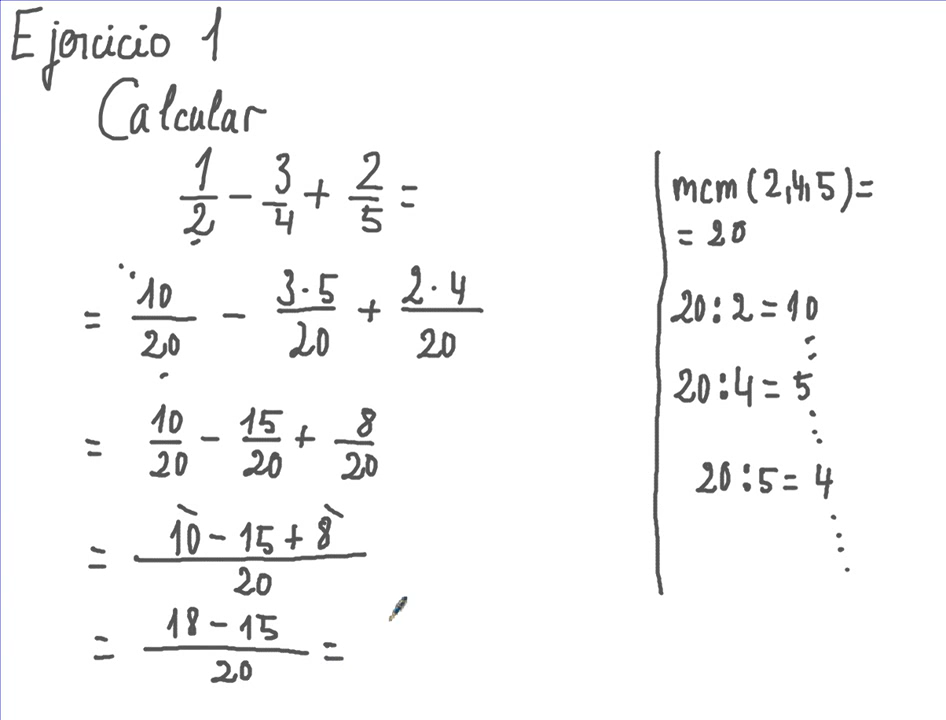 Ejercicio 1
Calcular
1/2 - 3/4 + 2/5 =
= 10/20 - 3·5/20 + 2·4/20
= 10/20 - 15/20 + 8/20
= 10 - 15 + 8 / 20
= 18 - 15 / 20 =
mcm (2,4,5) =
= 20
20 : 2 = 10
20 : 4 = 5
20 : 5 = 4